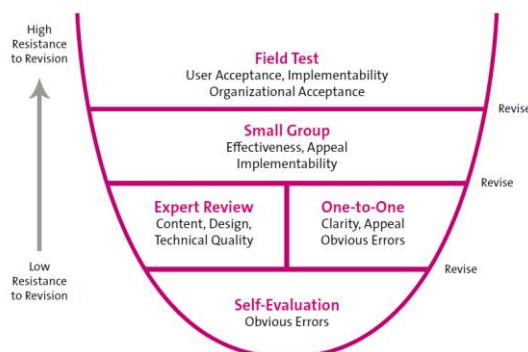 High
Resistance
to Revision
Field Test
User Acceptance, Implementability
Organizational Acceptance
Revise
Small Group
Effectiveness, Appeal
Implementability
Revise
Expert Review
Content, Design,
Technical Quality
One-to-One
Clarity, Appeal
Obvious Errors
Revise
Low
Resistance
to Revision
Self-Evaluation
Obvious Errors